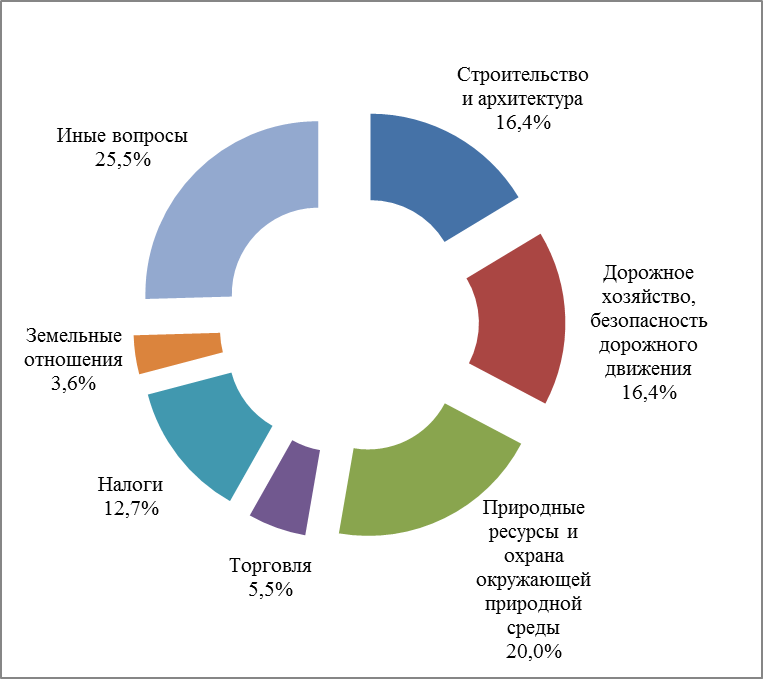 Строительство
и архитектура
16,4%
Дорожное
хозяйство,
безопасность
дорожного
движения
16,4%
Природные
ресурсы и
охрана
окружающей
природной
среды
20,0%
Торговля
5,5%
Налоги
12,7%
Земельные
отношения
3,6%
Иные вопросы
25,5%